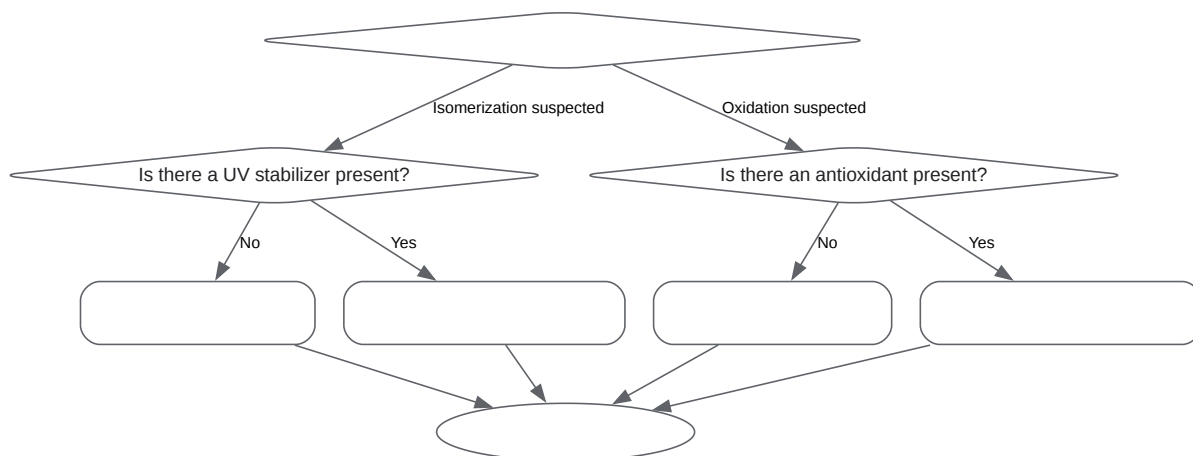 Isomerization suspected
Oxidation suspected
Is there a UV stabilizer present?
Is there an antioxidant present?
No
Yes
No
Yes